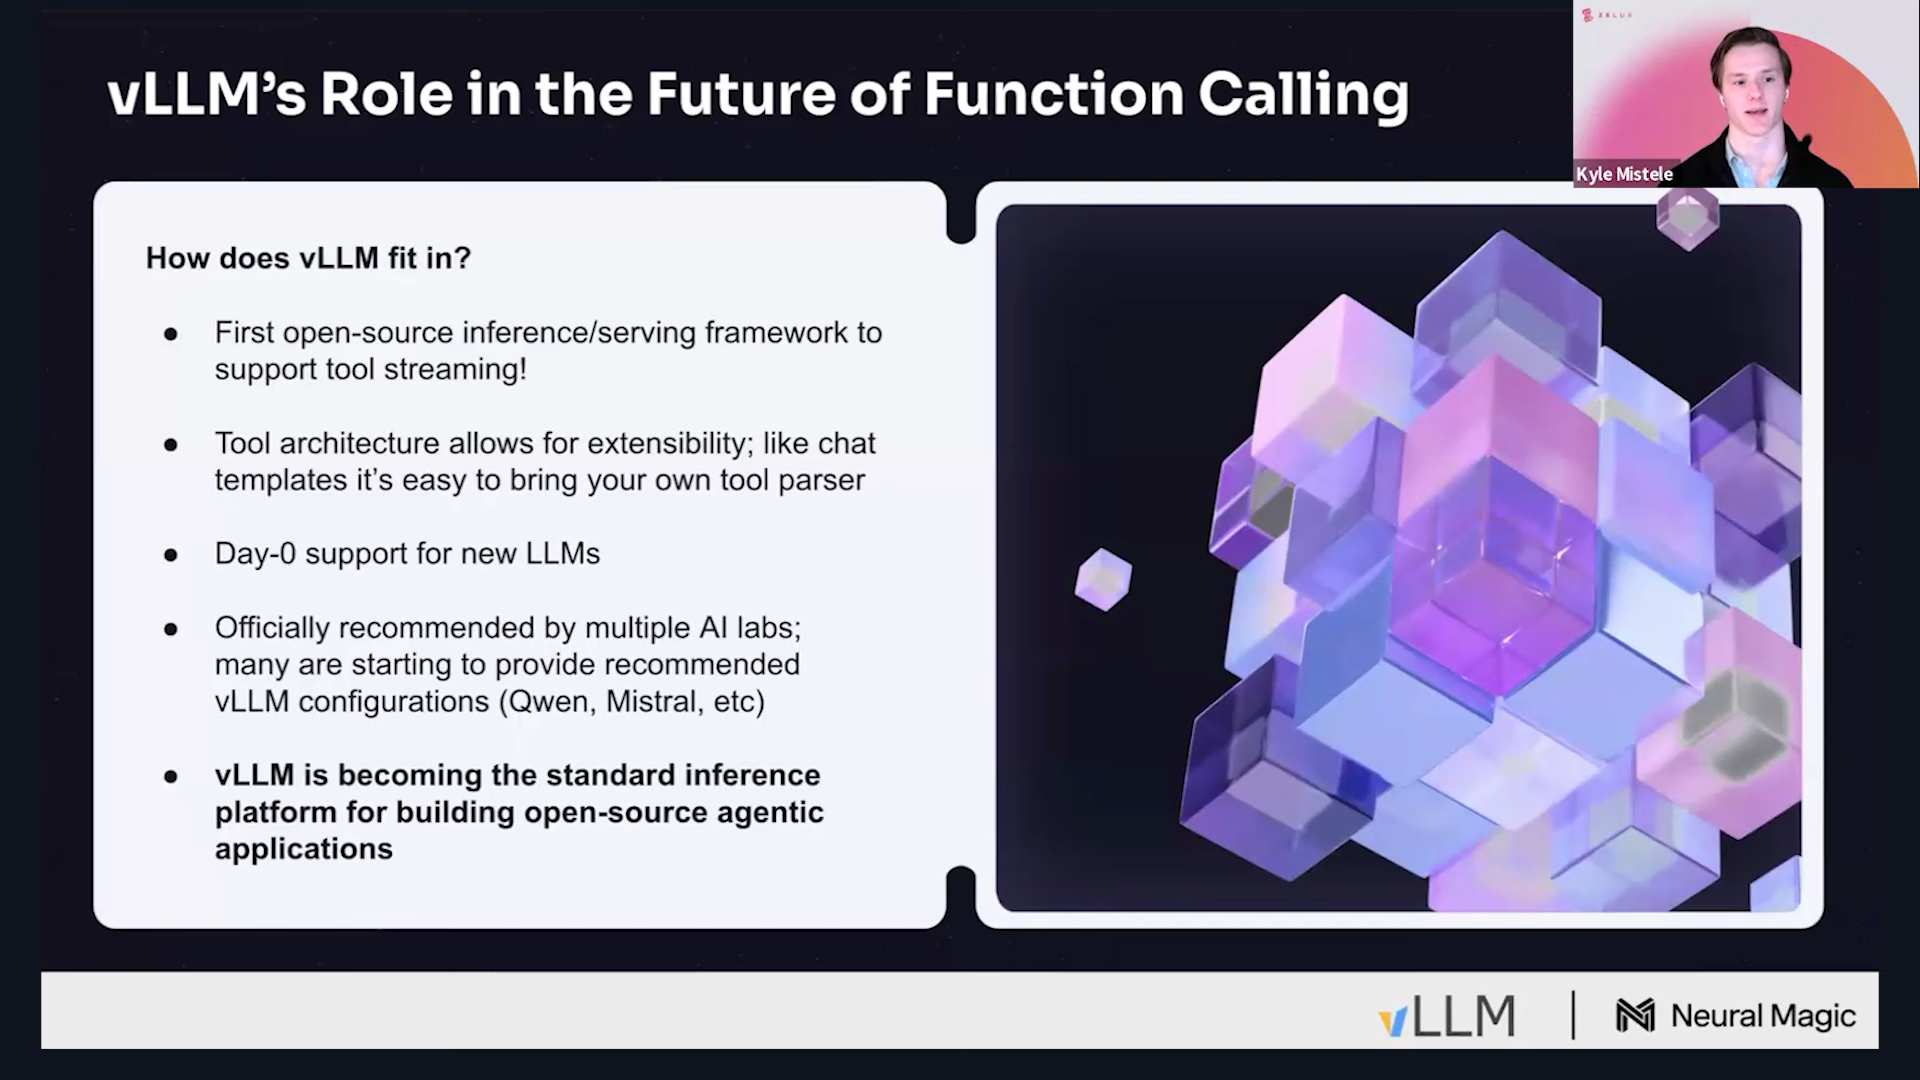 ZELUS
vLLM’s Role in the Future of Function Calling
Kyle Mistele
How does vLLM fit in?
● First open-source inference/serving framework to
support tool streaming!
● Tool architecture allows for extensibility; like chat
templates it’s easy to bring your own tool parser
● Day-0 support for new LLMs
● Officially recommended by multiple AI labs;
many are starting to provide recommended
vLLM configurations (Qwen, Mistral, etc)
● vLLM is becoming the standard inference
platform for building open-source agentic
applications
vLLM | Neural Magic